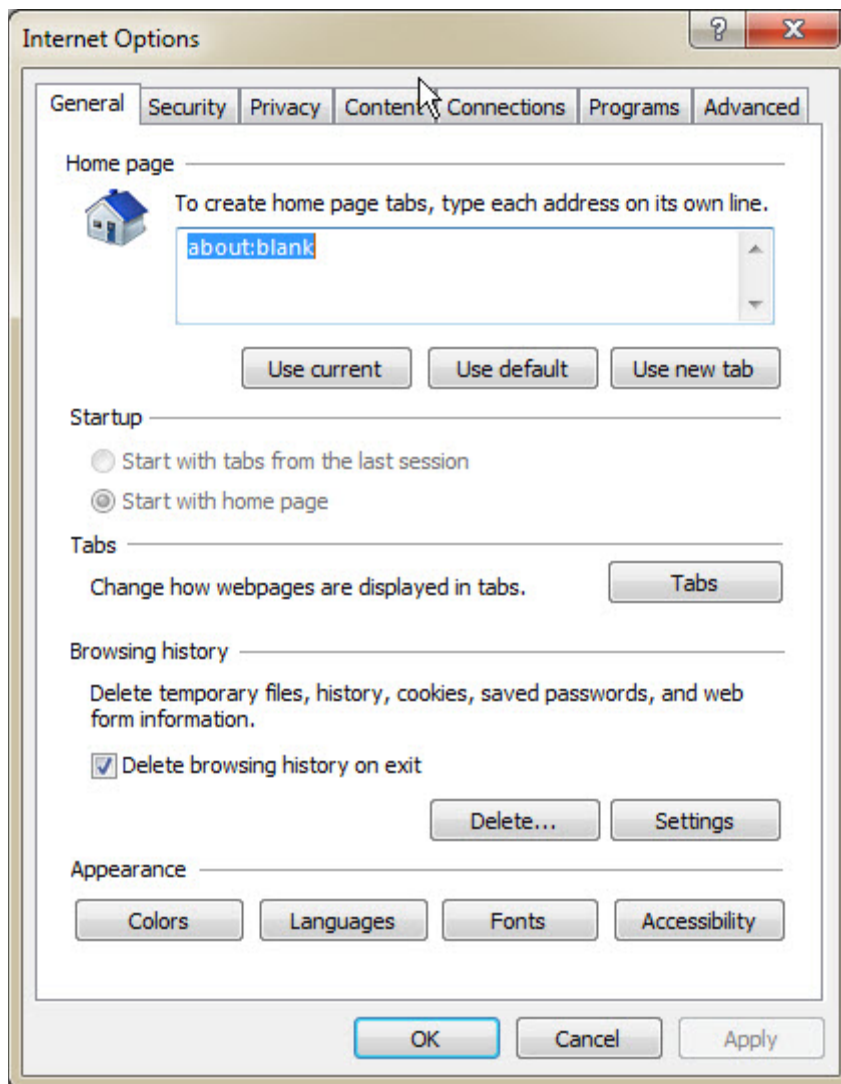 Internet Options
General Security Privacy Content Connections Programs Advanced
Home page
To create home page tabs, type each address on its own line.
about:blank
Use current Use default Use new tab
Startup
Start with tabs from the last session
Start with home page
Tabs
Change how webpages are displayed in tabs. Tabs
Browsing history
Delete temporary files, history, cookies, saved passwords, and web
form information.
Delete browsing history on exit
Delete... Settings
Appearance
Colors Languages Fonts Accessibility
OK Cancel Apply